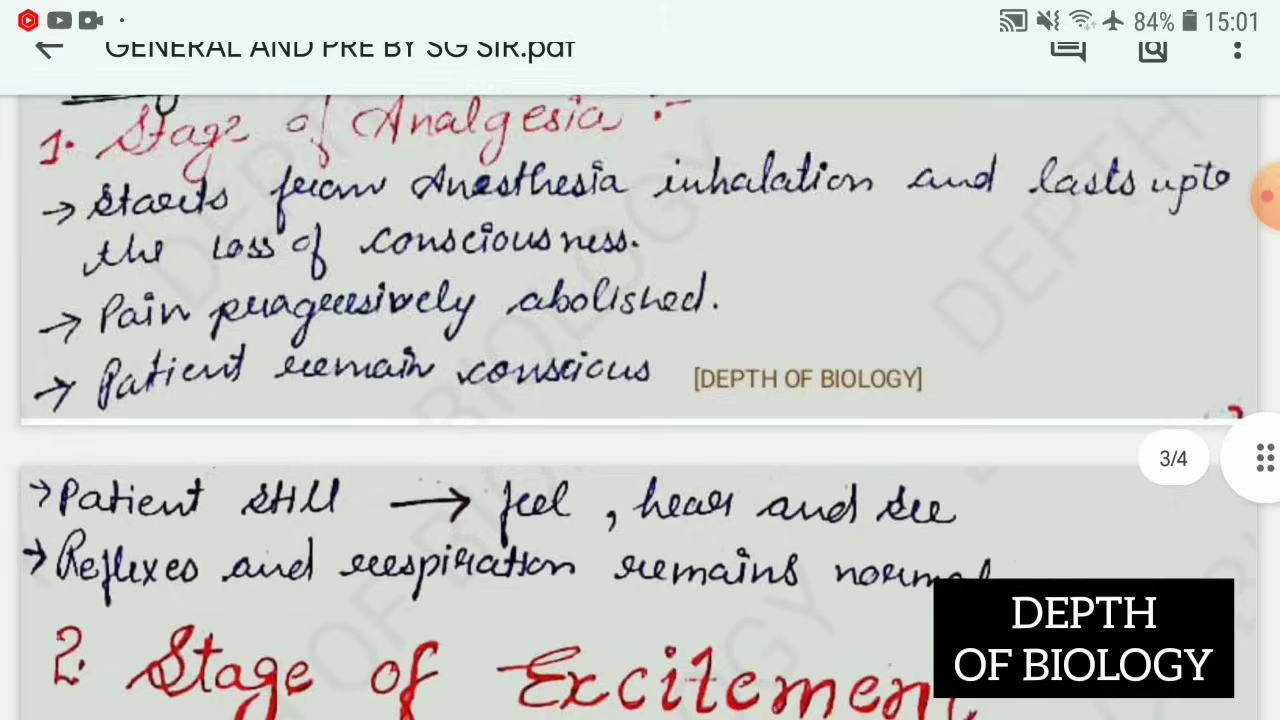 84% 15:01
GENERAL AND PRE BY SG SIR.pdf
1. Stage of Analgesia :-
→ Starts from Anesthesia inhalation and lasts upto
the loss of consciousness.
→ Pain progressively abolished.
→ Patient remain conscious [DEPTH OF BIOLOGY]
3/4
→ Patient still → feel, hear and see
→ Reflexes and respiration remains normal
DEPTH
OF BIOLOGY
2. Stage of Excitement